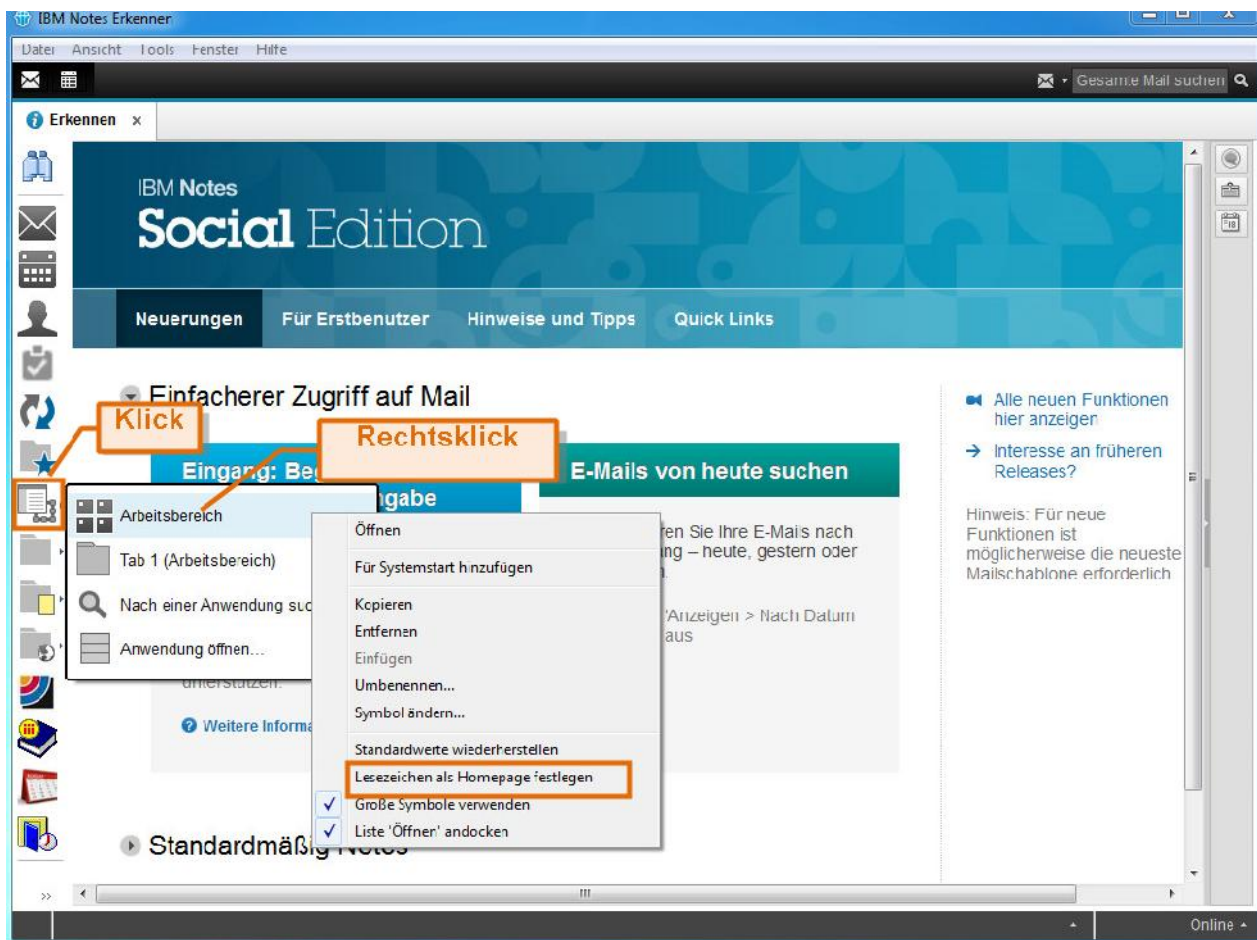 IBM Notes Erkenner
Datei Ansicht Tools Fenster Hilfe
Gesamte Mail suchen
Erkennen x
IBM Notes
Social Edition
Neuerungen Für Erstbenutzer Hinweise und Tipps Quick Links
Einfacherer Zugriff auf Mail
Klick
Rechtsklick
Eingang: Be
ngabe
E-Mails von heute suchen
Alle neuen Funktionen
hier anzeigen
Interesse an früheren
Releases?
Hinweis: Für neue
Funktionen ist
möglicherweise die neueste
Mailschablone erforderlich
en Sie Ihre E-Mails nach
ng – heute, gestern oder
'Anzeigen > Nach Datum
aus
Arbeitsbereich
Tab 1 (Arbeitsbereich)
Nach einer Anwendung suc
Anwendung öffnen...
unterstützen.
Weitere Informa
Öffnen
Für Systemstart hinzufügen
Kopieren
Entfernen
Einfügen
Umbenennen...
Symbol ändern...
Standardwerte wiederherstellen
Lesezeichen als Homepage festlegen
Große Symbole verwenden
Liste 'Öffnen' andocken
Standardmäßig Notes
Online